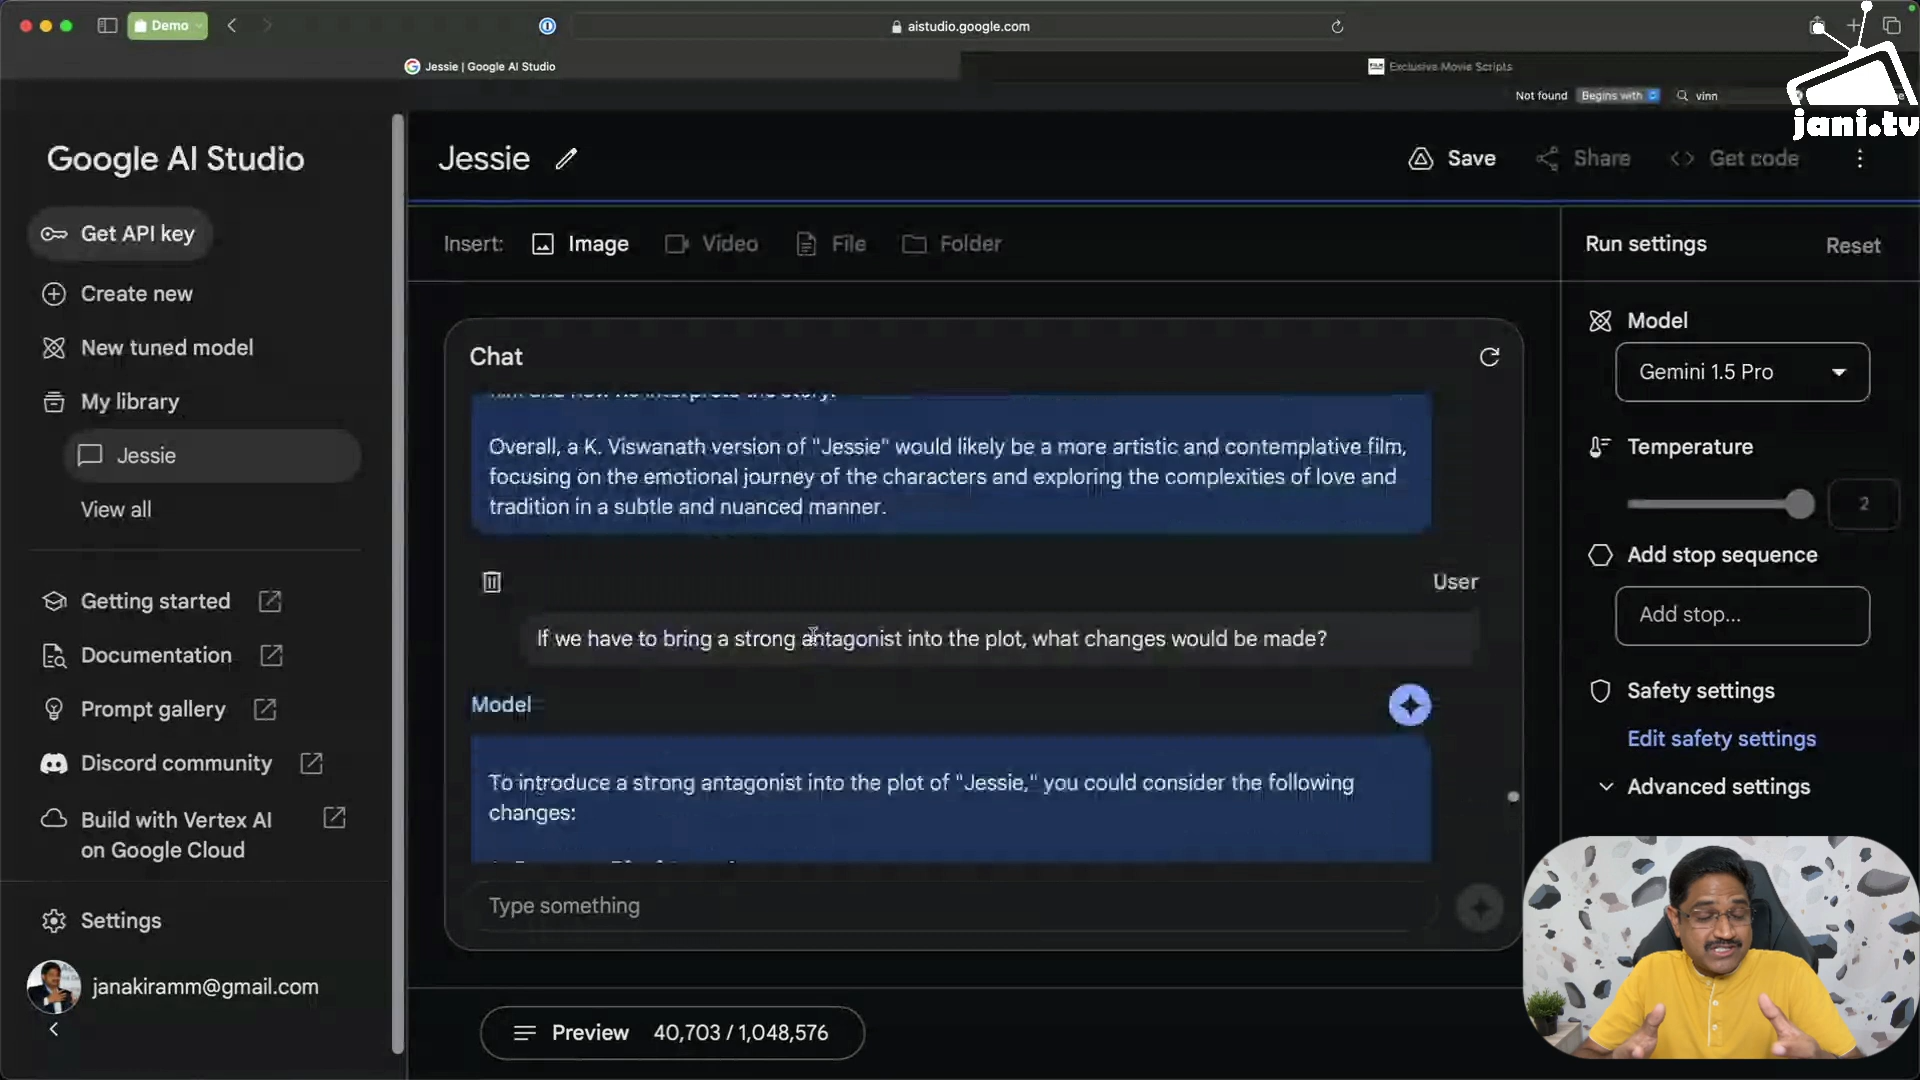 Demo
aistudio.google.com
Jessie | Google AI Studio
Exclusive Movie Scripts
Not found
Begins with
vinn
jani.tv
Google AI Studio
Get API key
Create new
New tuned model
My library
Jessie
View all
Getting started
Documentation
Prompt gallery
Discord community
Build with Vertex AI
on Google Cloud
Settings
janakiramm@gmail.com
Jessie
Save
Share
Get code
Insert:
Image
Video
File
Folder
Chat
Overall, a K. Viswanath version of "Jessie" would likely be a more artistic and contemplative film,
focusing on the emotional journey of the characters and exploring the complexities of love and
tradition in a subtle and nuanced manner.
User
If we have to bring a strong antagonist into the plot, what changes would be made?
Model
To introduce a strong antagonist into the plot of "Jessie," you could consider the following
changes:
Type something
Preview 40,703 / 1,048,576
Run settings
Reset
Model
Gemini 1.5 Pro
Temperature
2
Add stop sequence
Add stop...
Safety settings
Edit safety settings
Advanced settings